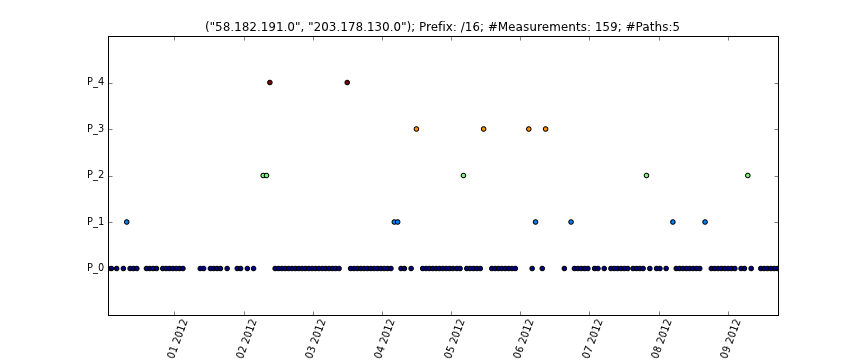 ("58.182.191.0", "203.178.130.0"); Prefix: /16; #Measurements: 159; #Paths:5
P_4
P_3
P_2
P_1
P_0
01 2012
02 2012
03 2012
04 2012
05 2012
06 2012
07 2012
08 2012
09 2012